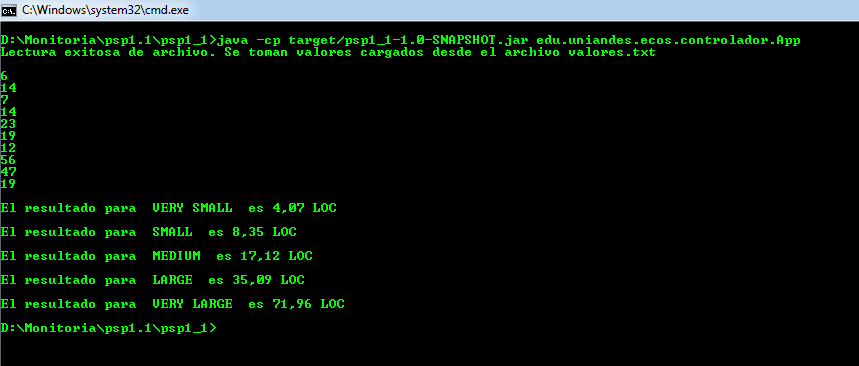 C:\Windows\system32\cmd.exe
D:\Monitoria\psp1.1\psp1_1>java -cp target/psp1_1-1.0-SNAPSHOT.jar edu.uniandes.ecos.controlador.App
Lectura exitosa de archivo. Se toman valores cargados desde el archivo valores.txt
6
14
7
14
23
19
12
56
47
19
El resultado para  VERY SMALL  es 4,07 LOC
El resultado para  SMALL  es 8,35 LOC
El resultado para  MEDIUM  es 17,12 LOC
El resultado para  LARGE  es 35,09 LOC
El resultado para  VERY LARGE  es 71,96 LOC
D:\Monitoria\psp1.1\psp1_1>